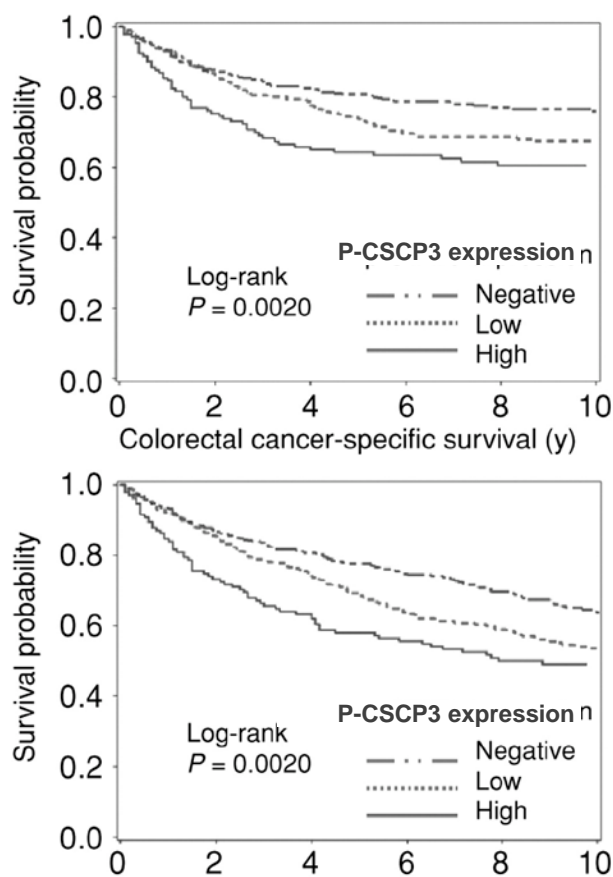 1.0
0.8
0.6
0.4
0.2
0.0
Survival probability
P-CSCP3 expression n
Log-rank
P = 0.0020
Negative
Low
High
0 2 4 6 8 10
Colorectal cancer-specific survival (y)
1.0
0.8
0.6
0.4
0.2
0.0
Survival probability
P-CSCP3 expression n
Log-rank
P = 0.0020
Negative
Low
High
0 2 4 6 8 10